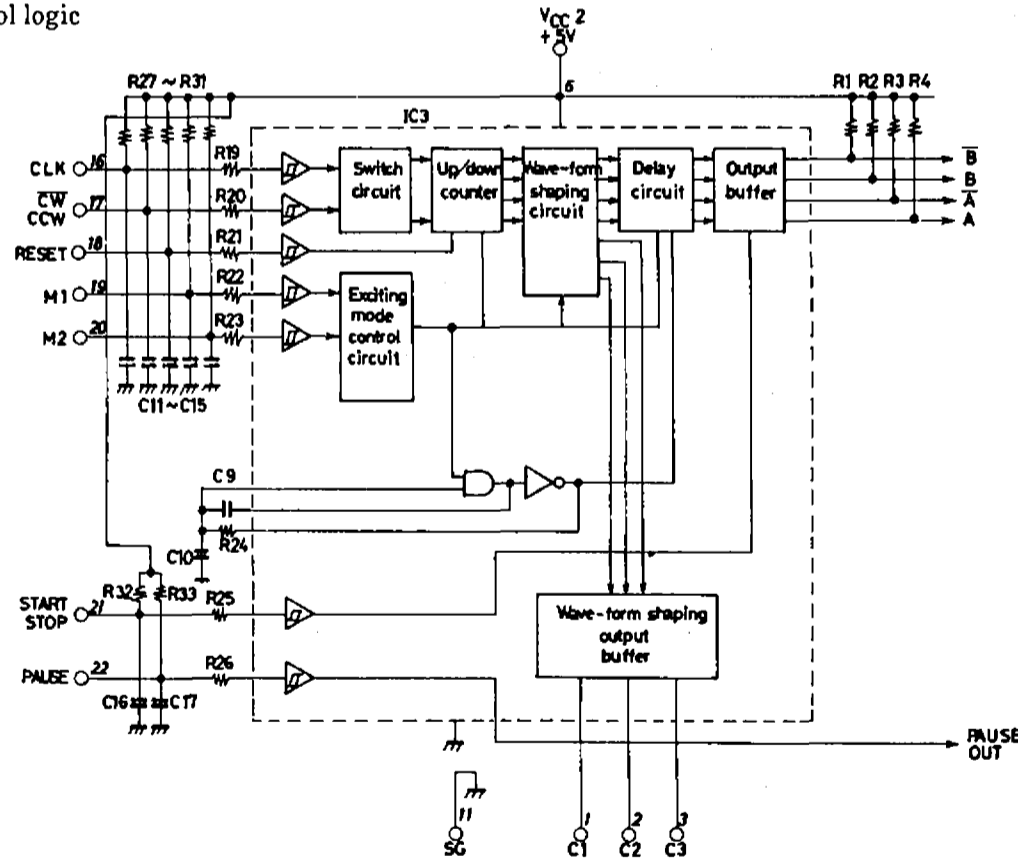 ol logic
VCC 2
+ 5V
6
R27 ~ R31
R1 R2 R3 R4
IC3
CLK 16
R19
Switch
circuit
Up/down
counter
Wave-form
shaping
circuit
Delay
circuit
Output
buffer
B̅
B
A̅
A
C̅W̅
CCW
17
R20
RESET 18
R21
M1 19
R22
M2 20
R23
Exciting
mode
control
circuit
C11~C15
C9
R24
C10
R32 R33
START
STOP
21
R25
Wave-form shaping
output
buffer
PAUSE 22
R26
C16 C17
PAUSE
OUT
11
SG
1
C1
2
C2
3
C3